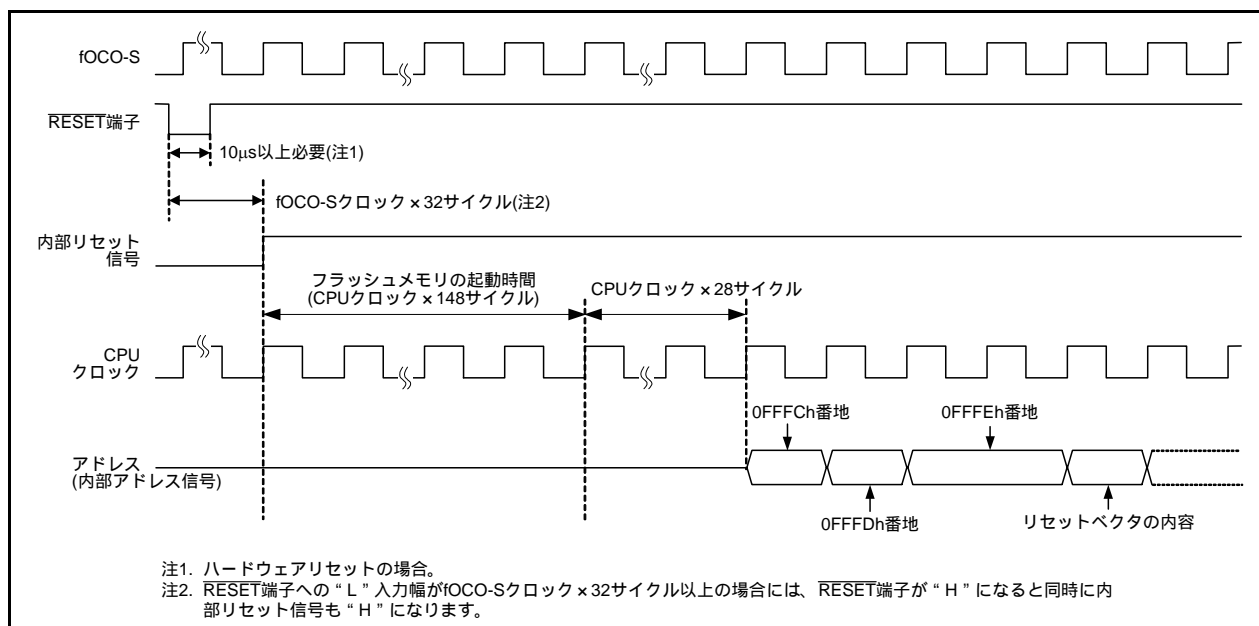 fOCO-S
RESET端子
10μs以上必要(注1)
fOCO-Sクロック×32サイクル(注2)
内部リセット
信号
フラッシュメモリの起動時間
(CPUクロック×148サイクル)
CPUクロック×28サイクル
CPU
クロック
0FFFCh番地
0FFFEh番地
アドレス
(内部アドレス信号)
0FFFDh番地
リセットベクタの内容
注1. ハードウェアリセットの場合。
注2. RESET端子への“L”入力幅がfOCO-Sクロック×32サイクル以上の場合には、RESET端子が“H”になると同時に内
部リセット信号も“H”になります。